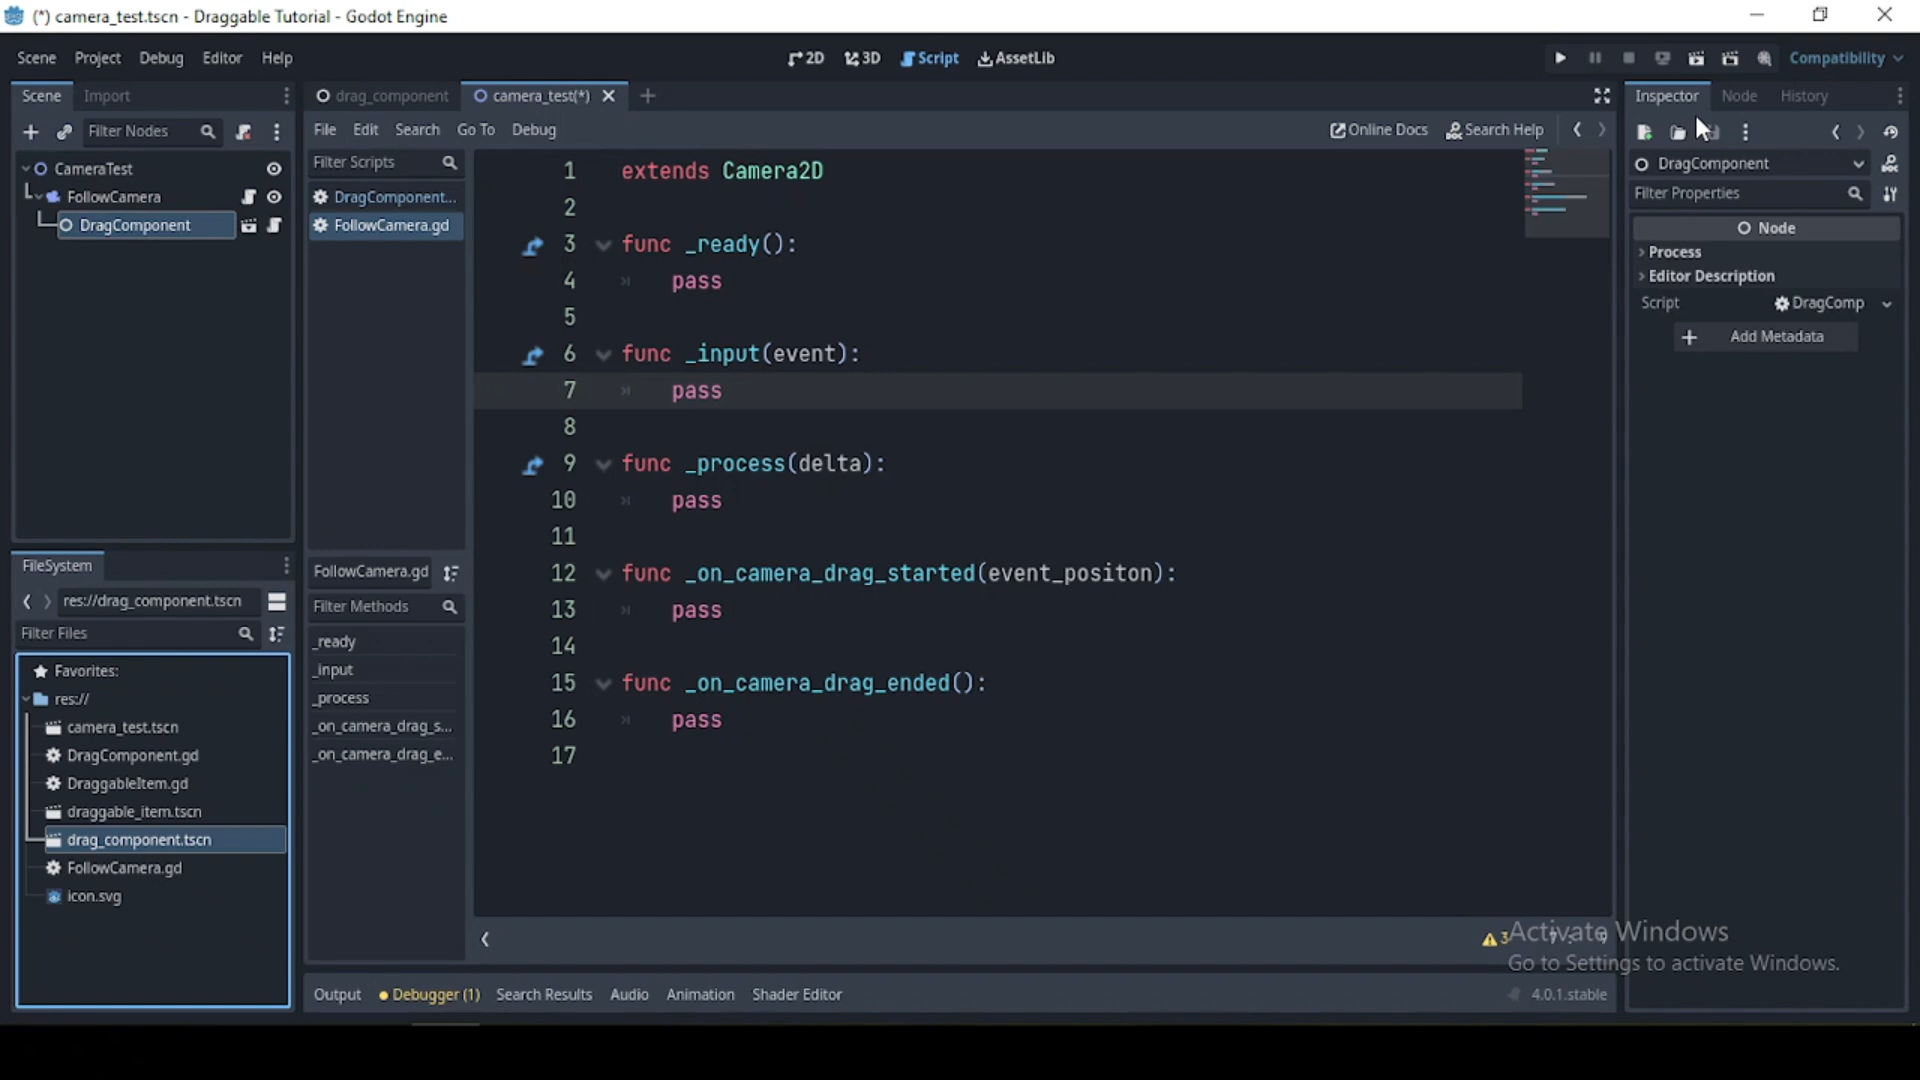 (*) camera_test.tscn - Draggable Tutorial - Godot Engine
Scene Project Debug Editor Help
2D 3D Script AssetLib
Compatibility
Scene Import
drag_component camera_test(*)
Inspector Node History
Filter Nodes
File Edit Search Go To Debug
Online Docs Search Help
CameraTest
FollowCamera
DragComponent
Filter Scripts
DragComponent...
FollowCamera.gd
1 extends Camera2D
2
3 func _ready():
4 pass
5
6 func _input(event):
7 pass
8
9 func _process(delta):
10 pass
11
12 func _on_camera_drag_started(event_positon):
13 pass
14
15 func _on_camera_drag_ended():
16 pass
17
DragComponent
Filter Properties
Node
Process
Editor Description
Script DragComp
Add Metadata
FileSystem
res://drag_component.tscn
Filter Files
Favorites:
res://
camera_test.tscn
DragComponent.gd
DraggableItem.gd
draggable_item.tscn
drag_component.tscn
FollowCamera.gd
icon.svg
FollowCamera.gd
Filter Methods
_ready
_input
_process
_on_camera_drag_s...
_on_camera_drag_e...
3
Activate Windows
Go to Settings to activate Windows.
Output Debugger (1) Search Results Audio Animation Shader Editor
4.0.1.stable